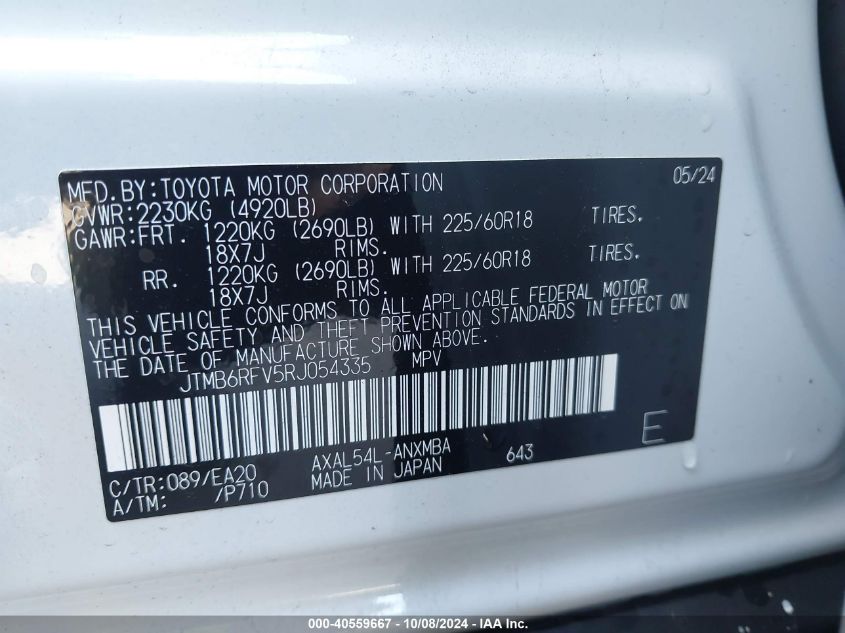 MFD.BY:TOYOTA MOTOR CORPORATION 05/24
GVWR:2230KG (4920LB)
GAWR:FRT. 1220KG (2690LB) WITH 225/60R18 TIRES.
18X7J RIMS.
RR. 1220KG (2690LB) WITH 225/60R18 TIRES.
18X7J RIMS.
THIS VEHICLE CONFORMS TO ALL APPLICABLE FEDERAL MOTOR
VEHICLE SAFETY AND THEFT PREVENTION STANDARDS IN EFFECT ON
THE DATE OF MANUFACTURE SHOWN ABOVE.
JTMB6RFV5RJ054335 MPV
E
C/TR:089/EA20 AXAL54L-ANXMBA 643
A/TM: /P710 MADE IN JAPAN
000-40559667 - 10/08/2024 - IAA Inc.